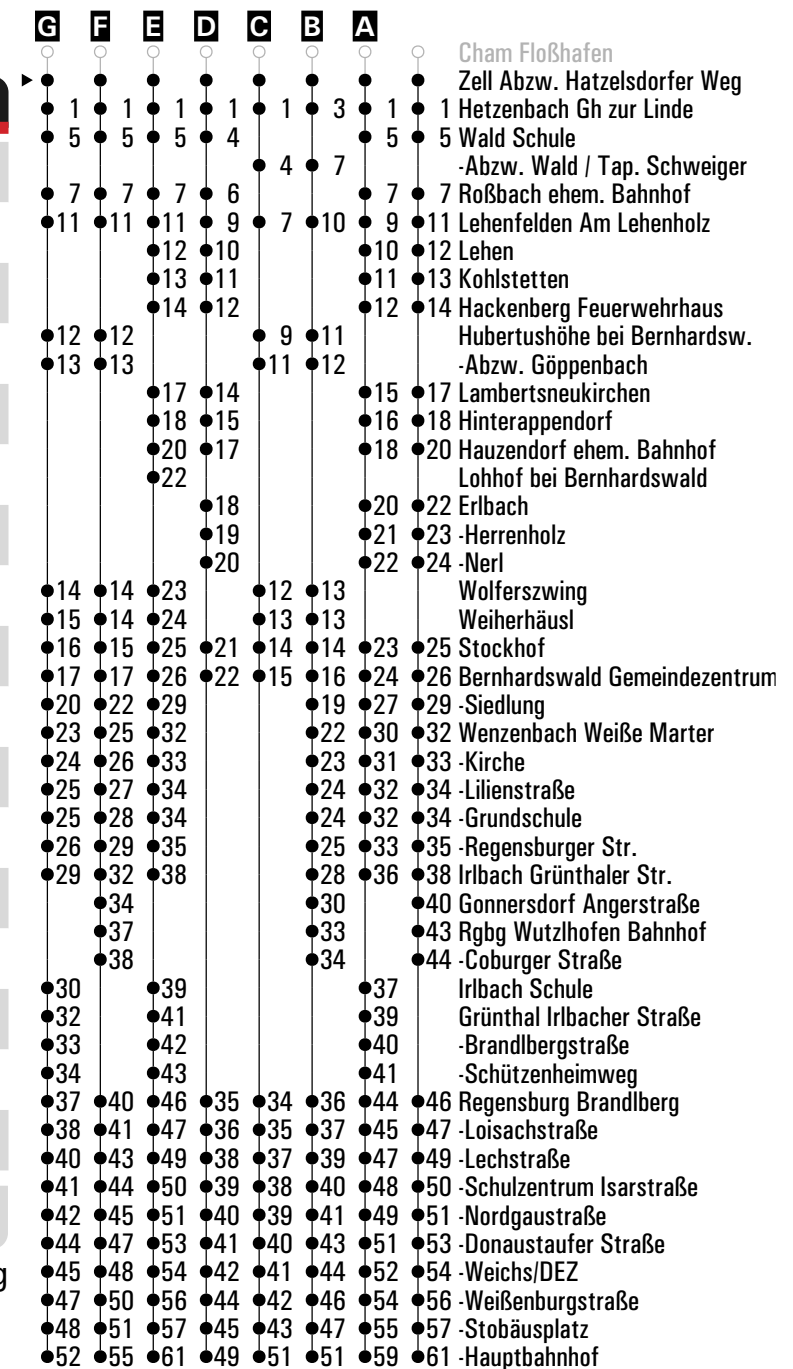 G F E D C B A
Cham Floßhafen
Zell Abzw. Hatzelsdorfer Weg
1 1 1 1 1 3 1 1 Hetzenbach Gh zur Linde
5 5 5 4 5 5 Wald Schule
4 7 -Abzw. Wald / Tap. Schweiger
7 7 7 6 7 7 Roßbach ehem. Bahnhof
11 11 11 9 7 10 9 11 Lehenfelden Am Lehenholz
12 10 10 12 Lehen
13 11 11 13 Kohlstetten
14 12 12 14 Hackenberg Feuerwehrhaus
12 12 9 11 Hubertushöhe bei Bernhardsw.
13 13 11 12 -Abzw. Göppenbach
17 14 15 17 Lambertsneukirchen
18 15 16 18 Hinterappendorf
20 17 18 20 Hauzendorf ehem. Bahnhof
22 Lohhof bei Bernhardswald
18 20 22 Erlbach
19 21 23 -Herrenholz
20 22 24 -Nerl
14 14 23 12 13 Wolferszwing
15 14 24 13 13 Weiherhäusl
16 15 25 21 14 14 23 25 Stockhof
17 17 26 22 15 16 24 26 Bernhardswald Gemeindezentrum
20 22 29 19 27 29 -Siedlung
23 25 32 22 30 32 Wenzenbach Weiße Marter
24 26 33 23 31 33 -Kirche
25 27 34 24 32 34 -Lilienstraße
25 28 34 24 32 34 -Grundschule
26 29 35 25 33 35 -Regensburger Str.
29 32 38 28 36 38 Irlbach Grünthaler Str.
34 30 40 Gonnersdorf Angerstraße
37 33 43 Rgbg Wutzlhofen Bahnhof
38 34 44 -Coburger Straße
30 39 37 Irlbach Schule
32 41 39 Grünthal Irlbacher Straße
33 42 40 -Brandlbergstraße
34 43 41 -Schützenheimweg
37 40 46 35 34 36 44 46 Regensburg Brandlberg
38 41 47 36 35 37 45 47 -Loisachstraße
40 43 49 38 37 39 47 49 -Lechstraße
41 44 50 39 38 40 48 50 -Schulzentrum Isarstraße
42 45 51 40 39 41 49 51 -Nordgaustraße
44 47 53 41 40 43 51 53 -Donaustaufer Straße
45 48 54 42 41 44 52 54 -Weichs/DEZ
47 50 56 44 42 46 54 56 -Weißenburgstraße
48 51 57 45 43 47 55 57 -Stobäusplatz
52 55 61 49 51 51 59 61 -Hauptbahnhof